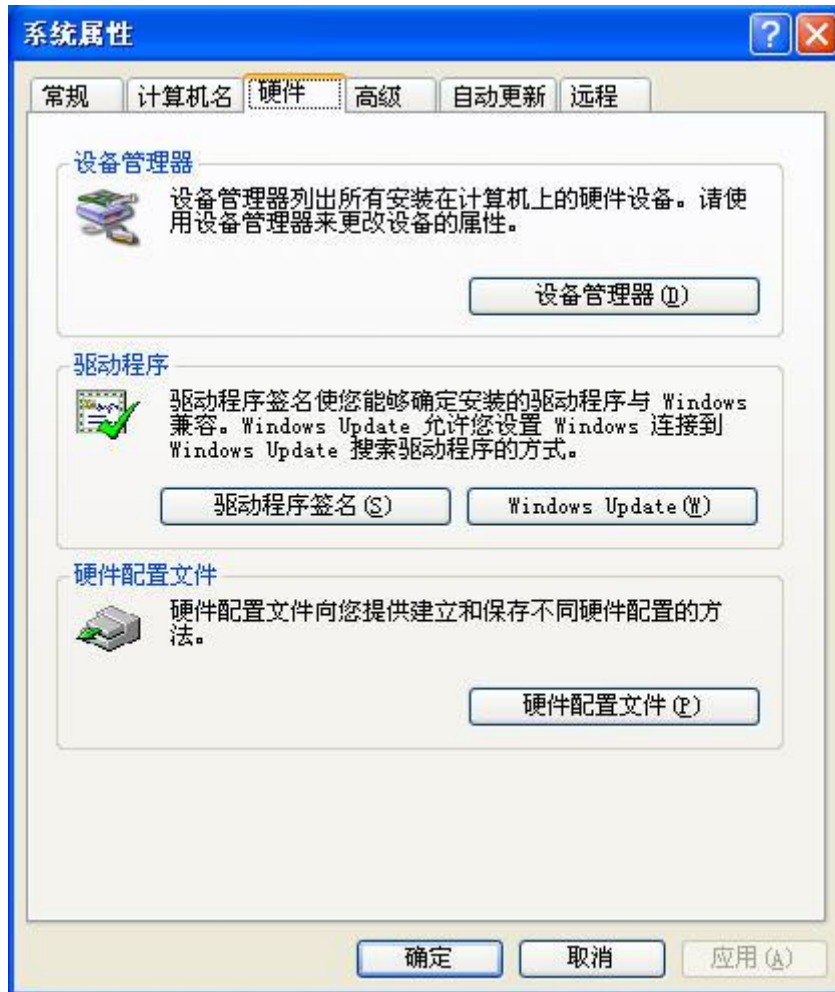 系统属性
常规 计算机名 硬件 高级 自动更新 远程
设备管理器
设备管理器列出所有安装在计算机上的硬件设备。请使
用设备管理器来更改设备的属性。
设备管理器(D)
驱动程序
驱动程序签名使您能够确定安装的驱动程序与 Windows
兼容。Windows Update 允许您设置 Windows 连接到
Windows Update 搜索驱动程序的方式。
驱动程序签名(S) Windows Update(W)
硬件配置文件
硬件配置文件向您提供建立和保存不同硬件配置的方
法。
硬件配置文件(P)
确定 取消 应用(A)